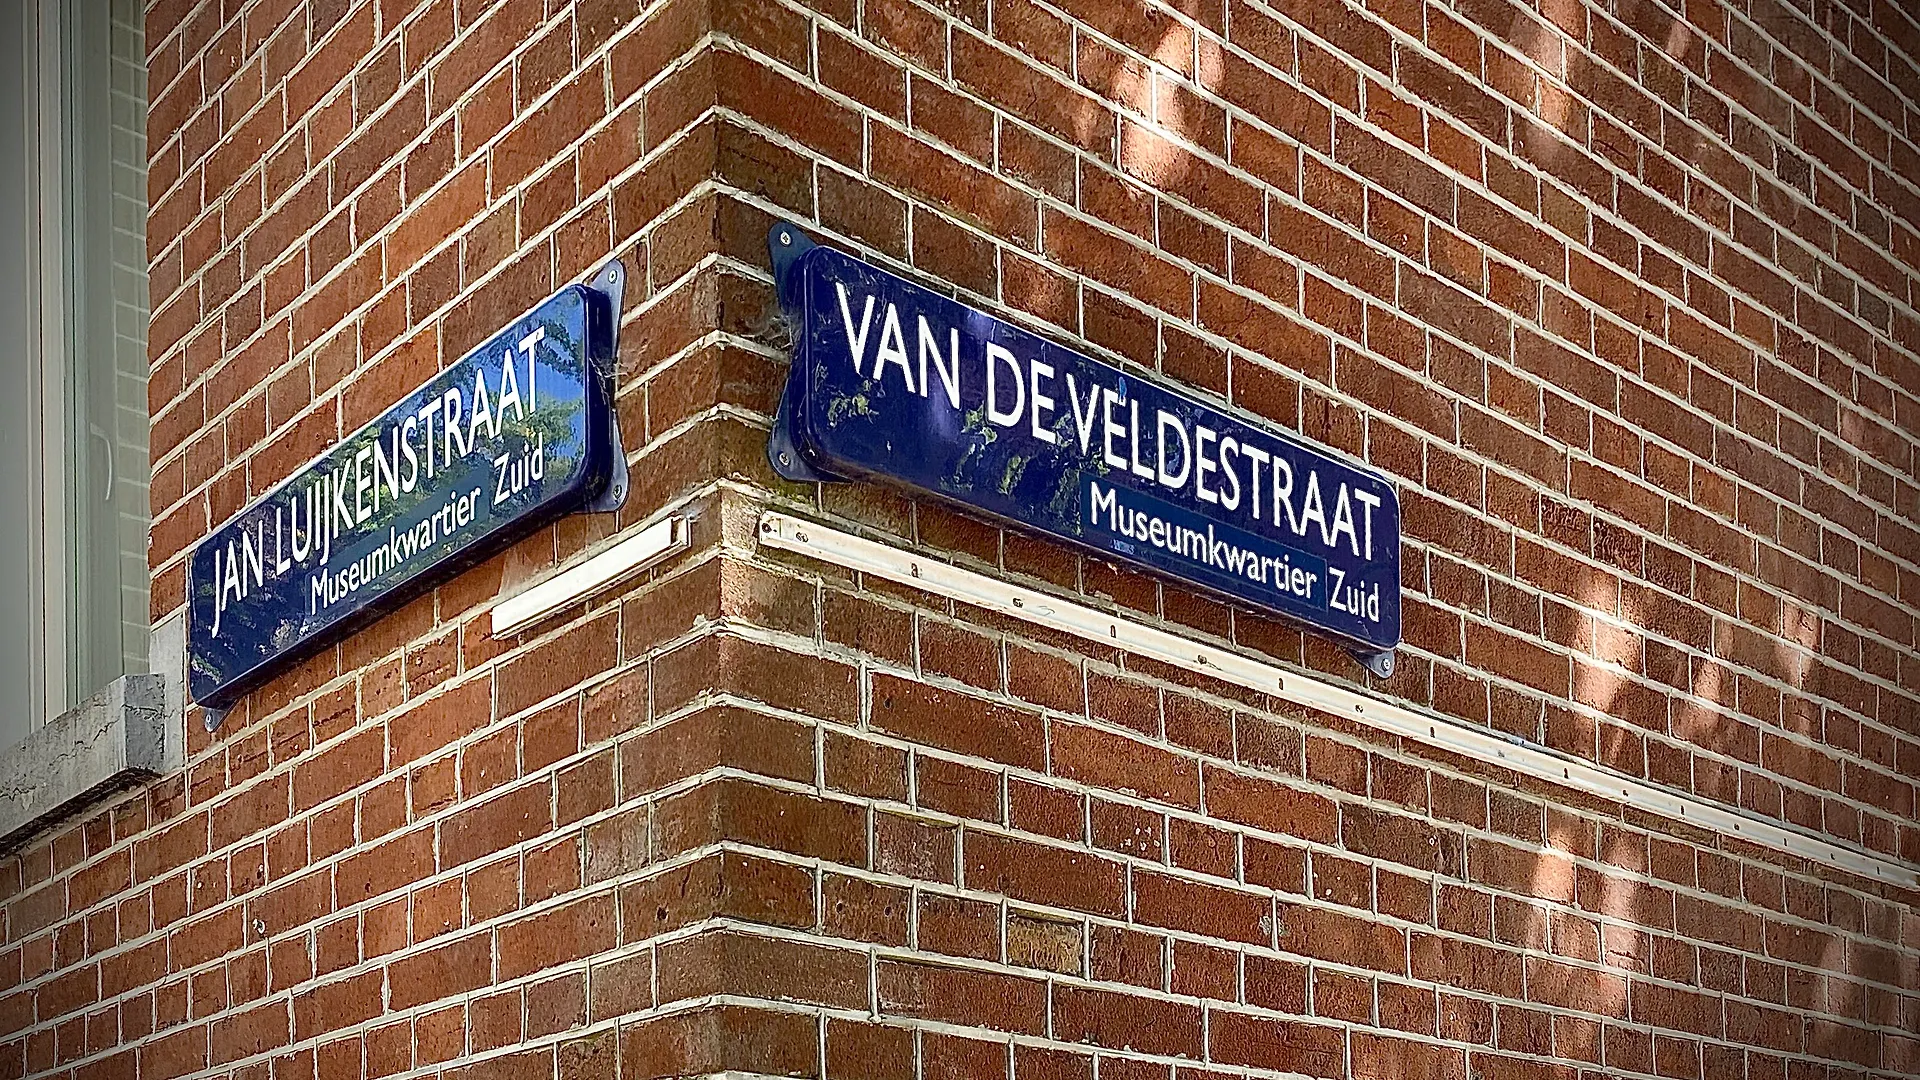 JAN LUIJKENSTRAAT
Museumkwartier Zuid
VAN DE VELDESTRAAT
Museumkwartier Zuid